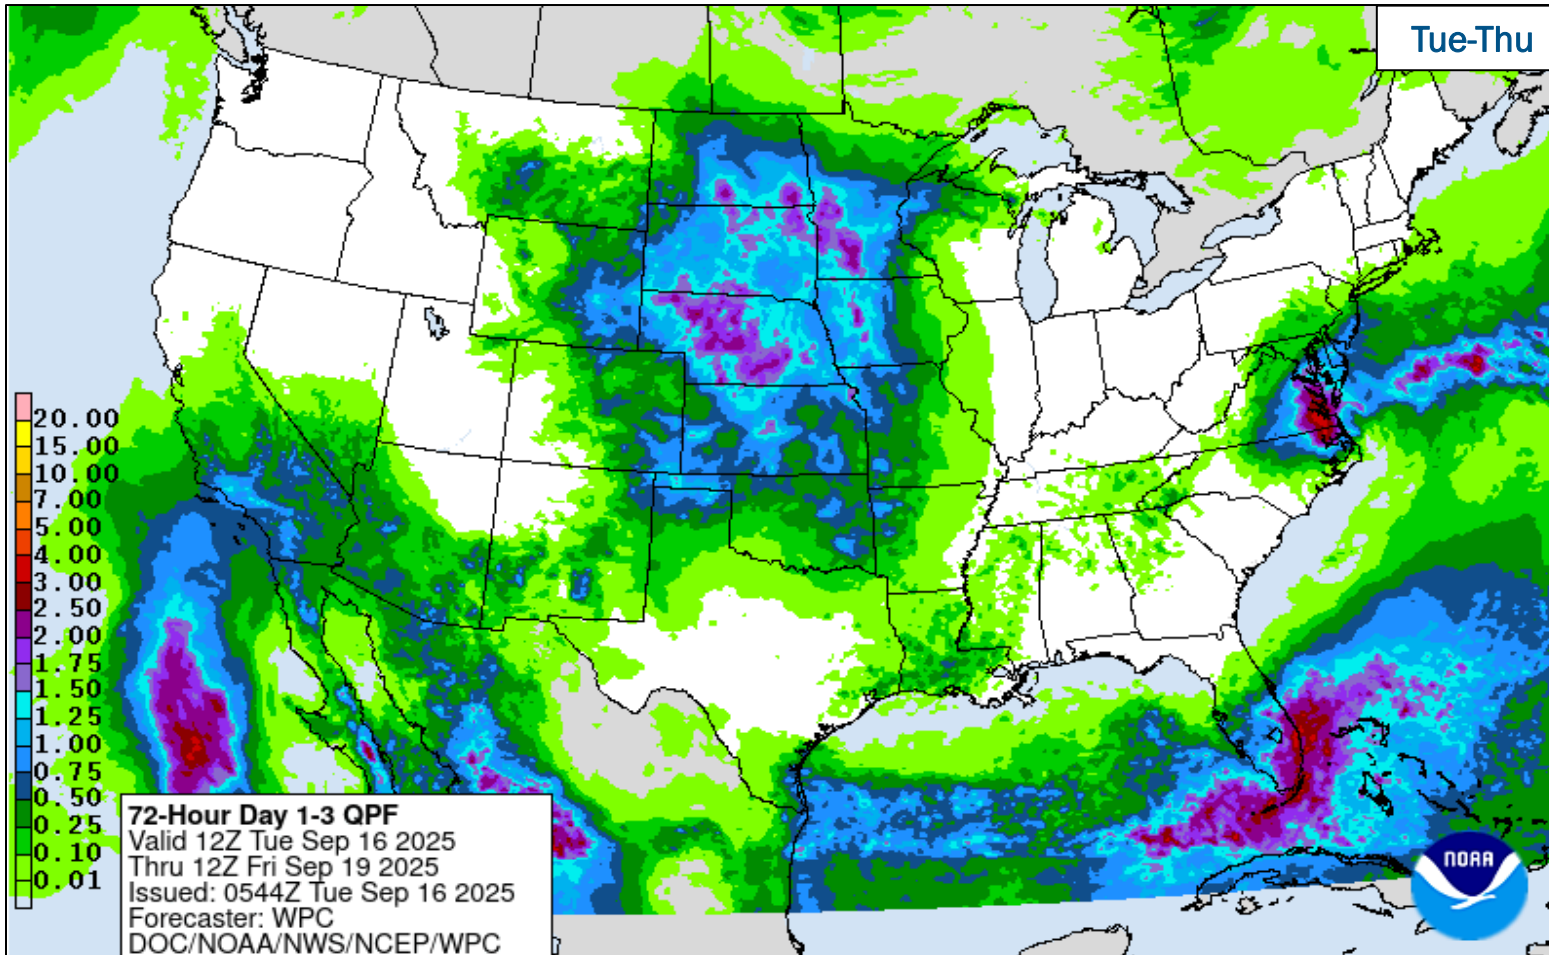 Tue-Thu
20.00
15.00
10.00
7.00
5.00
4.00
3.00
2.50
2.00
1.75
1.50
1.25
1.00
0.75
0.50
0.25
0.10
0.01
72-Hour Day 1-3 QPF
Valid 12Z Tue Sep 16 2025
Thru 12Z Fri Sep 19 2025
Issued: 0544Z Tue Sep 16 2025
Forecaster: WPC
DOC/NOAA/NWS/NCEP/WPC
NOAA